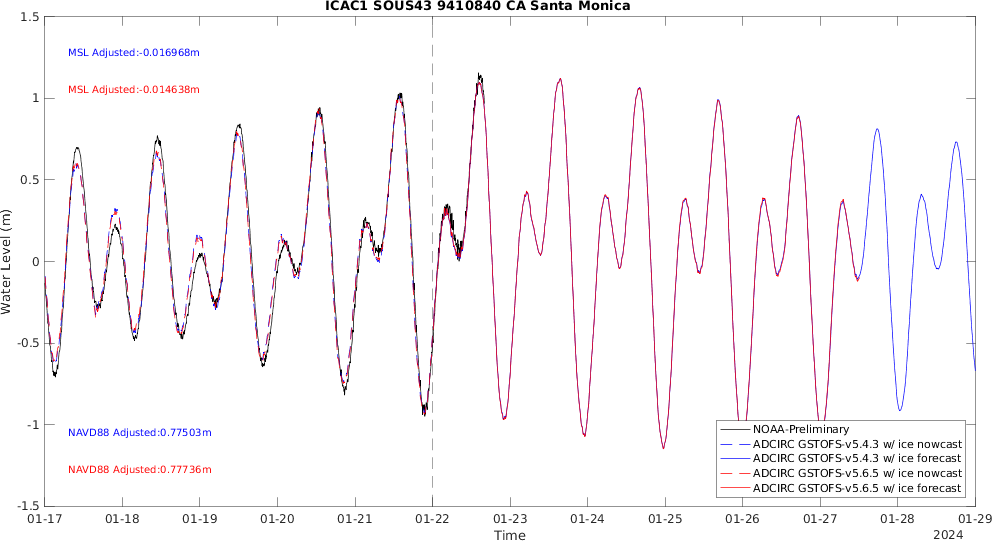 ICAC1 SOUS43 9410840 CA Santa Monica
1.5
1
0.5
0
-0.5
-1
-1.5
Water Level (m)
MSL Adjusted:-0.016968m
MSL Adjusted:-0.014638m
NAVD88 Adjusted:0.77503m
NAVD88 Adjusted:0.77736m
NOAA-Preliminary
ADCIRC GSTOFS-v5.4.3 w/ ice nowcast
ADCIRC GSTOFS-v5.4.3 w/ ice forecast
ADCIRC GSTOFS-v5.6.5 w/ ice nowcast
ADCIRC GSTOFS-v5.6.5 w/ ice forecast
01-17 01-18 01-19 01-20 01-21 01-22 01-23 01-24 01-25 01-26 01-27 01-28 01-29
Time
2024